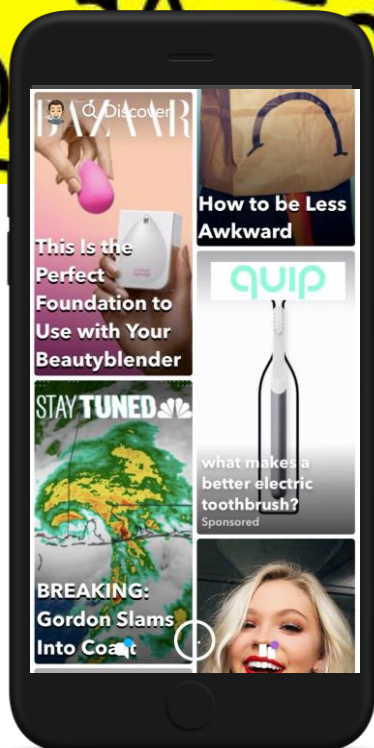 BAZAAR
Discover
This Is the
Perfect
Foundation to
Use with Your
Beautyblender
How to be Less
Awkward
quip
what makes a
better electric
toothbrush?
Sponsored
STAY TUNED
BREAKING:
Gordon Slams
Into Coast